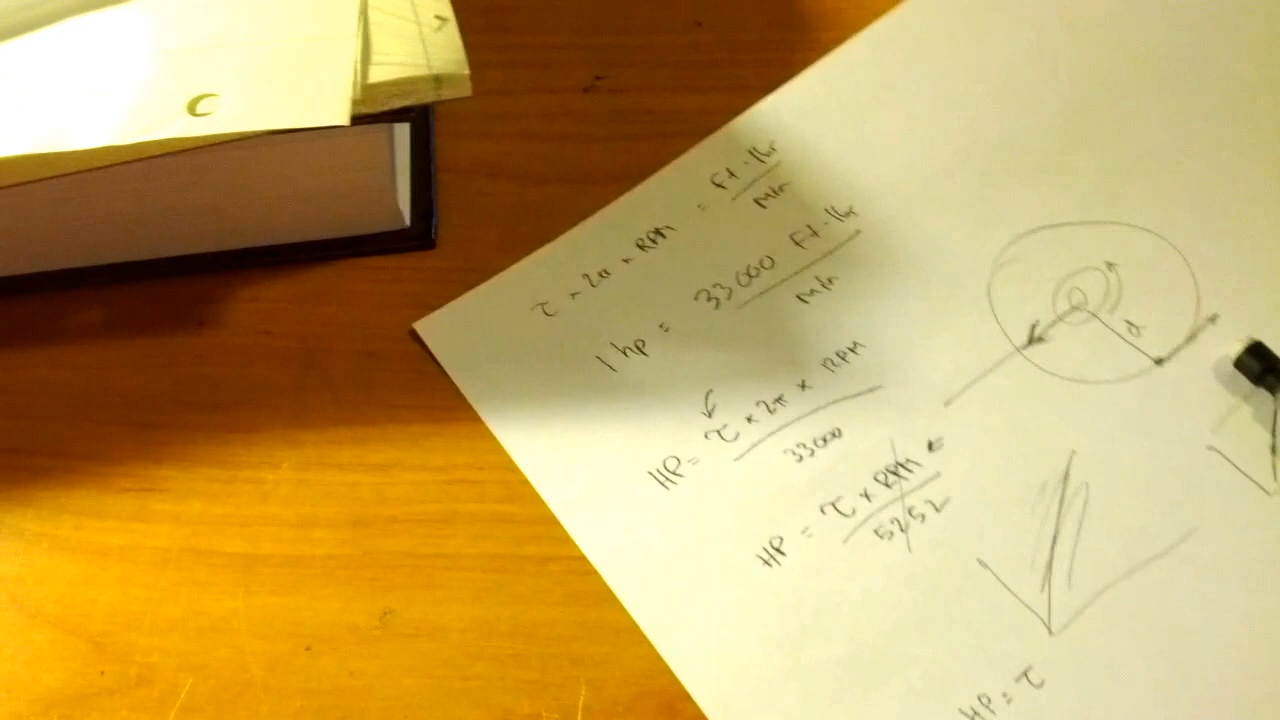 τ × 2π × RPM = ft·lbs / min
1 hp = 33000 ft·lbs / min
HP = τ × 2π × RPM / 33000
HP = τ × RPM / 5252
d
HP = τ